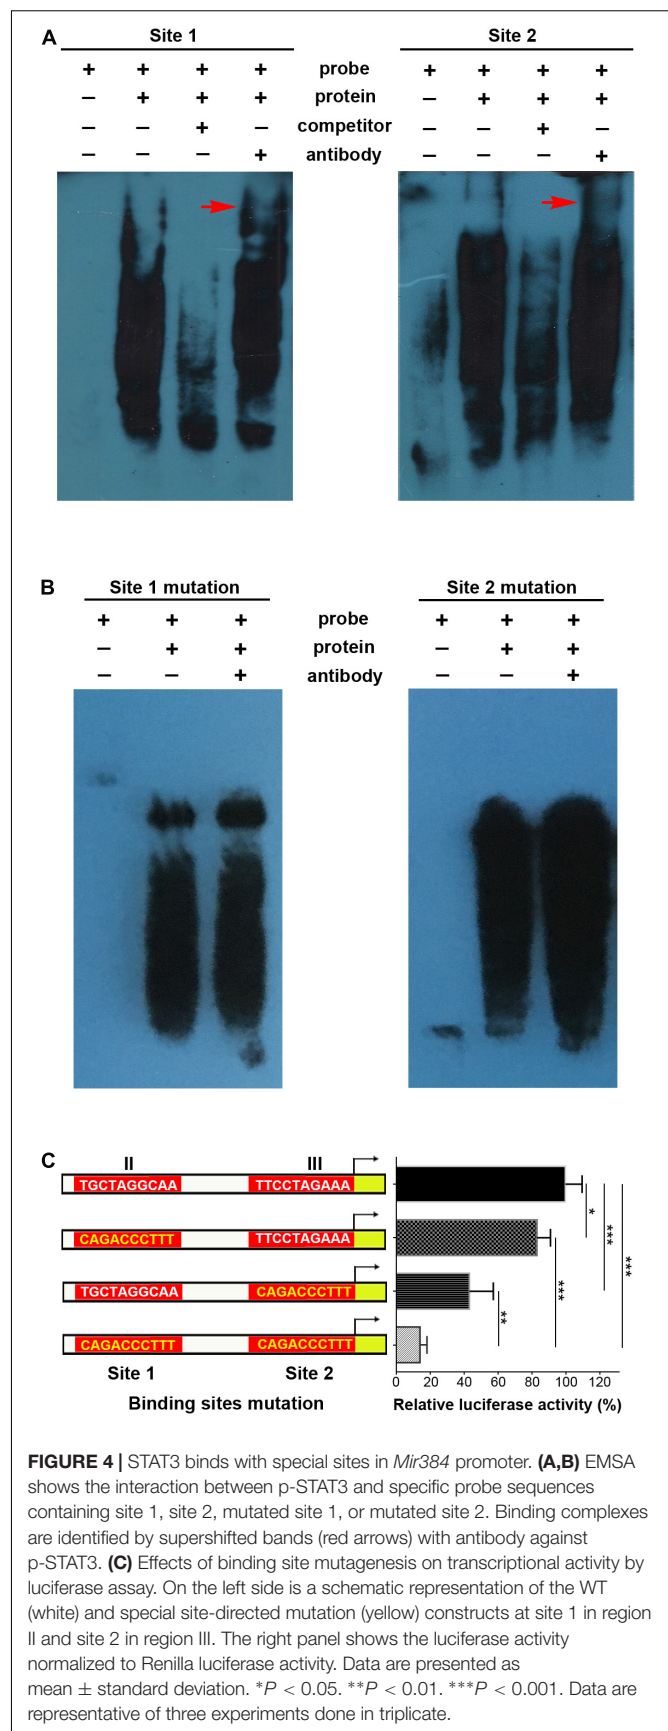 A
Site 1
Site 2
+ + + + probe + + + +
− + + + protein − + + +
− − + − competitor − − + −
− − − + antibody − − − +
B
Site 1 mutation
Site 2 mutation
+ + + probe + + +
− + + protein − + +
− − + antibody − − +
C
II III
TGCTAGGCAA TTCCTAGAAA
CAGACCCTTT TTCCTAGAAA
TGCTAGGCAA CAGACCCTTT
CAGACCCTTT CAGACCCTTT
Site 1 Site 2
Binding sites mutation
* *** *** *** **
0 20 40 60 80 100 120
Relative luciferase activity (%)
FIGURE 4 | STAT3 binds with special sites in Mir384 promoter. (A,B) EMSA
shows the interaction between p-STAT3 and specific probe sequences
containing site 1, site 2, mutated site 1, or mutated site 2. Binding complexes
are identified by supershifted bands (red arrows) with antibody against
p-STAT3. (C) Effects of binding site mutagenesis on transcriptional activity by
luciferase assay. On the left side is a schematic representation of the WT
(white) and special site-directed mutation (yellow) constructs at site 1 in region
II and site 2 in region III. The right panel shows the luciferase activity
normalized to Renilla luciferase activity. Data are presented as
mean ± standard deviation. *P < 0.05. **P < 0.01. ***P < 0.001. Data are
representative of three experiments done in triplicate.